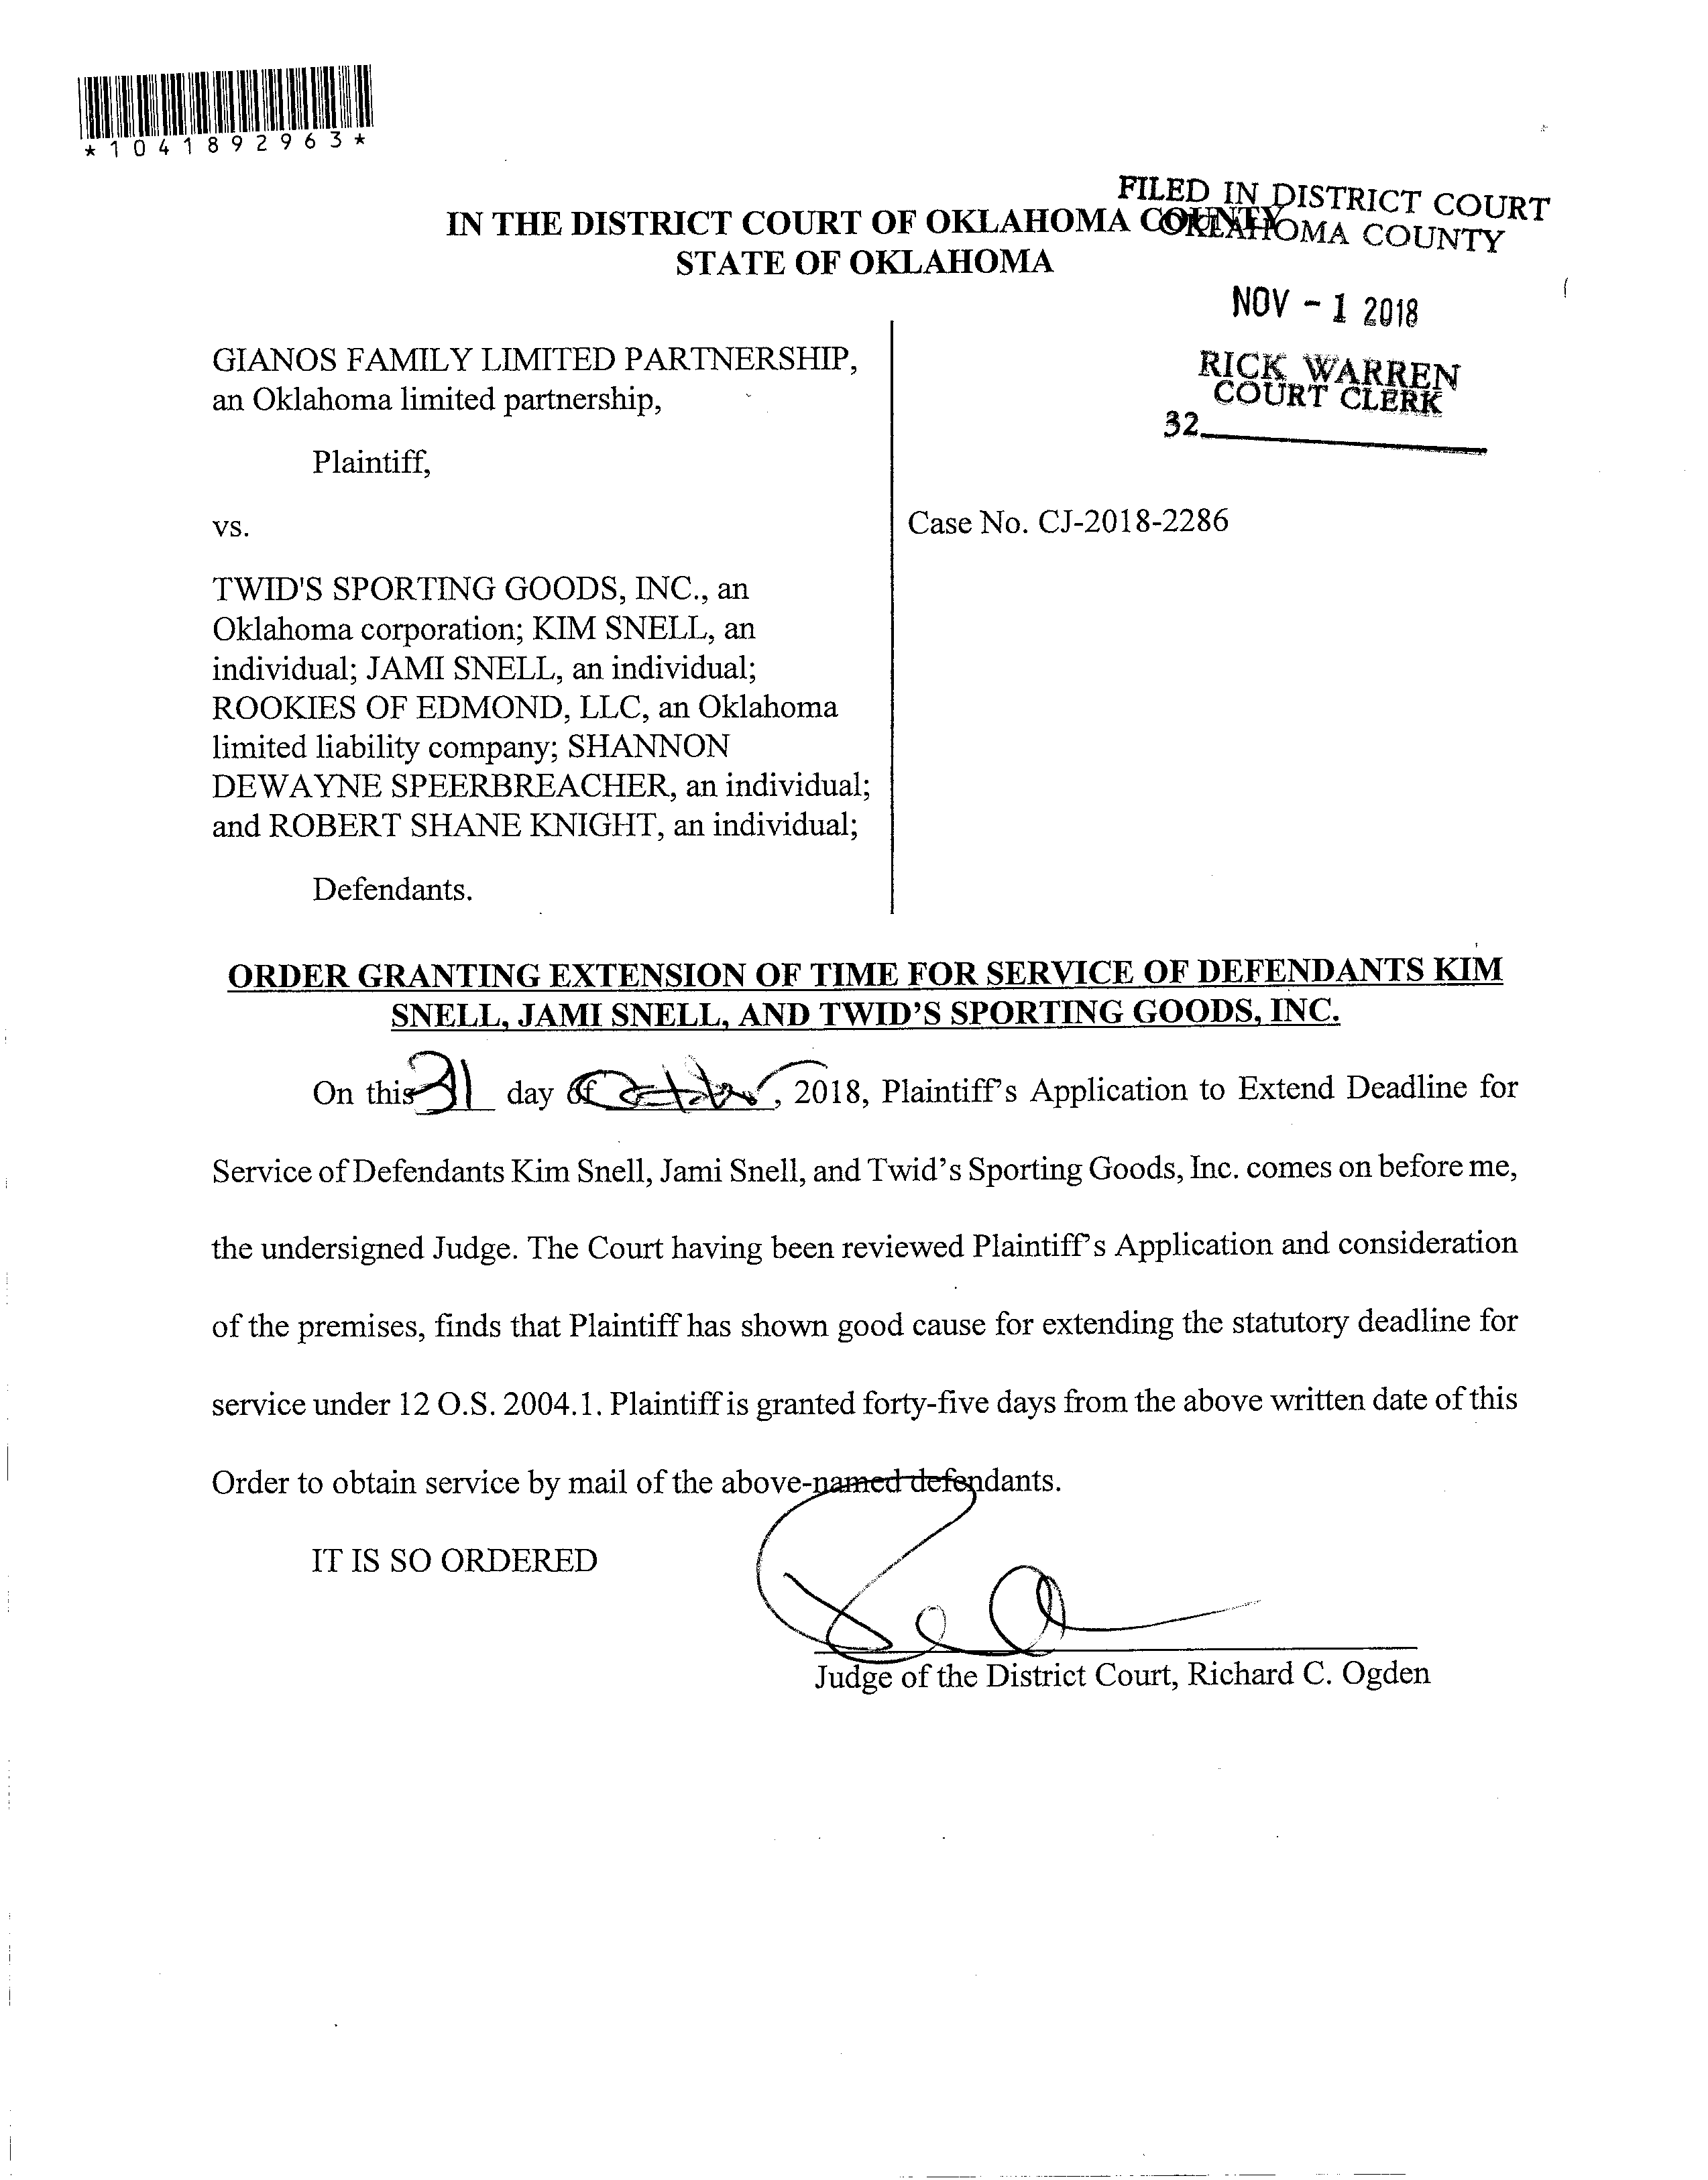 *1041892963*
FILED IN DISTRICT COURT
OKLAHOMA COUNTY
IN THE DISTRICT COURT OF OKLAHOMA COUNTY
STATE OF OKLAHOMA
NOV - 1 2018
RICK WARREN
COURT CLERK
32
GIANOS FAMILY LIMITED PARTNERSHIP,
an Oklahoma limited partnership,
Plaintiff,
vs.
Case No. CJ-2018-2286
TWID'S SPORTING GOODS, INC., an
Oklahoma corporation; KIM SNELL, an
individual; JAMI SNELL, an individual;
ROOKIES OF EDMOND, LLC, an Oklahoma
limited liability company; SHANNON
DEWAYNE SPEERBREACHER, an individual;
and ROBERT SHANE KNIGHT, an individual;
Defendants.
ORDER GRANTING EXTENSION OF TIME FOR SERVICE OF DEFENDANTS KIM
SNELL, JAMI SNELL, AND TWID'S SPORTING GOODS, INC.
On this 31 day of October, 2018, Plaintiff's Application to Extend Deadline for
Service of Defendants Kim Snell, Jami Snell, and Twid's Sporting Goods, Inc. comes on before me,
the undersigned Judge. The Court having been reviewed Plaintiff's Application and consideration
of the premises, finds that Plaintiff has shown good cause for extending the statutory deadline for
service under 12 O.S. 2004.1. Plaintiff is granted forty-five days from the above written date of this
Order to obtain service by mail of the above-named defendants.
IT IS SO ORDERED
Judge of the District Court, Richard C. Ogden